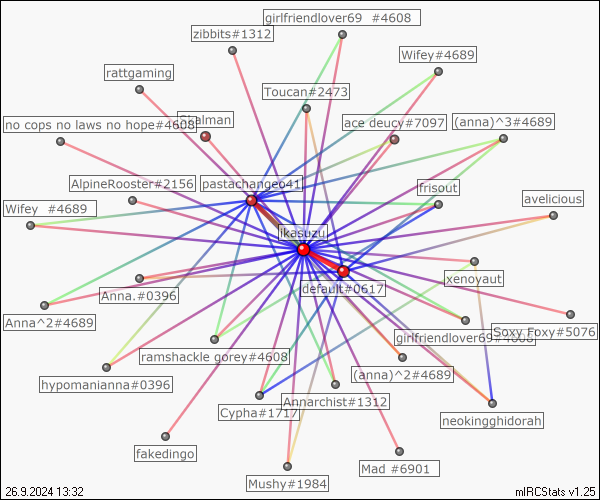 girlfriendlover69 #4608
zibbits#1312
Wifey#4689
rattgaming
Toucan#2473
no cops no laws no hope#4608
ace deucy#7097
(anna)^3#4689
AlpineRooster#2156
pastachangeo41
frisout
avelicious
Wifey #4689
ikasuzu
xenoyaut
Anna.#0396
default#0617
Anna^2#4689
Soxy Foxy#5076
girlfriendlover69#4608
ramshackle gorey#4608
(anna)^2#4689
hypomanianna#0396
Annarchist#1312
Cypha#1717
neokingghidorah
fakedingo
Mad #6901
Mushy#1984
26.9.2024 13:32
mIRCStats v1.25